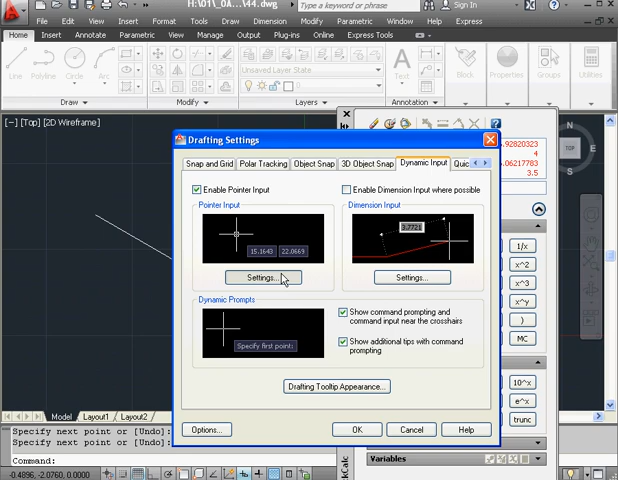 H:\011_0A...\44.dwg
Type a keyword or phrase
Sign In
File Edit View Insert Format Tools Draw Dimension Modify Parametric Window Help Express
Home Insert Annotate Parametric View Manage Output Plug-ins Online Express Tools
Line Polyline Circle Arc
Unsaved Layer State
0
Text
Block Properties Groups Utilities
Draw Modify Layers Annotation
[–] [Top] [2D Wireframe]
N
TOP
S
Drafting Settings
Snap and Grid Polar Tracking Object Snap 3D Object Snap Dynamic Input Quic
Enable Pointer Input
Enable Dimension Input where possible
Pointer Input
15.1643 22.0669
Settings...
Dimension Input
3.7721
Settings...
Dynamic Prompts
Specify first point:
Show command prompting and
command input near the crosshairs
Show additional tips with command
prompting
Drafting Tooltip Appearance...
Options... OK Cancel Help
.92820323
4
.06217783
3.5
1/x
x^2
x^3
x^y
)
MC
10^x
e^x
trunc
Variables
ckCalc
Model Layout1 Layout2
Specify next point or [Undo]:
Specify next point or [Undo]:
Command:
-0.4896, -2.0760, 0.0000